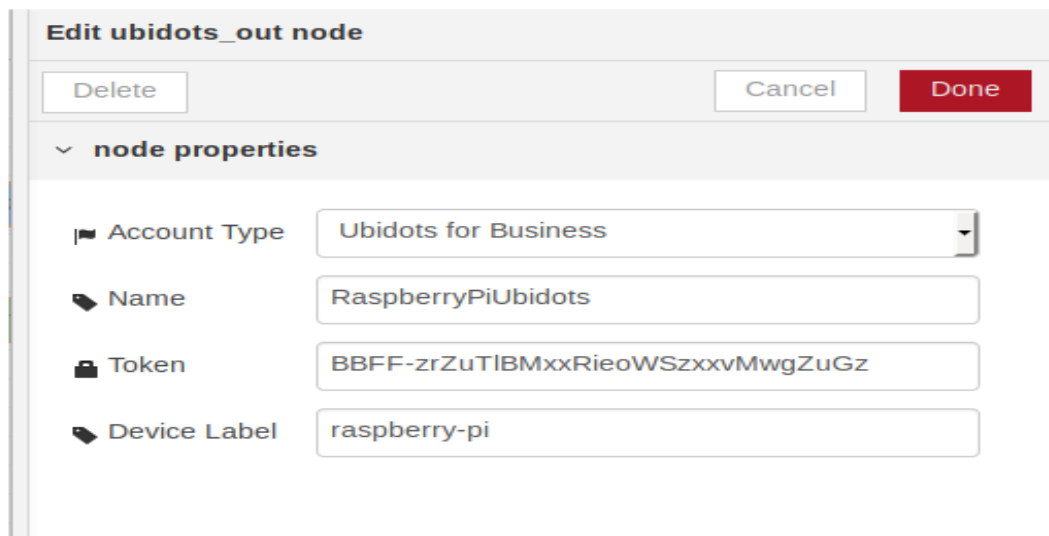 Edit ubidots_out node
Delete Cancel Done
node properties
Account Type Ubidots for Business
Name RaspberryPiUbidots
Token BBFF-zrZuTlBMxxRieoWSzxxvMwgZuGz
Device Label raspberry-pi